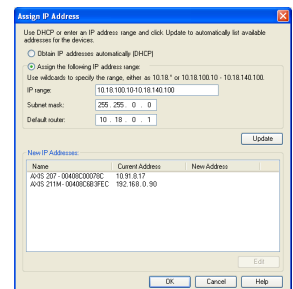 Assign IP Address
Use DHCP or enter an IP address range and click Update to automatically list available
addresses for the devices.
Obtain IP addresses automatically (DHCP)
Assign the following IP address range:
Use wildcards to specify the range, either as 10.18.* or 10.18.100.10 - 10.18.140.100.
IP range: 10.18.100.10-10.18.140.100
Subnet mask: 255 . 255 . 0 . 0
Default router: 10 . 18 . 0 . 1
Update
New IP Addresses:
Name Current Address New Address
AXIS 207 - 00408C00078C 10.91.8.17
AXIS 211M - 00408C6B3FEC 192.168.0.90
Edit
OK Cancel Help